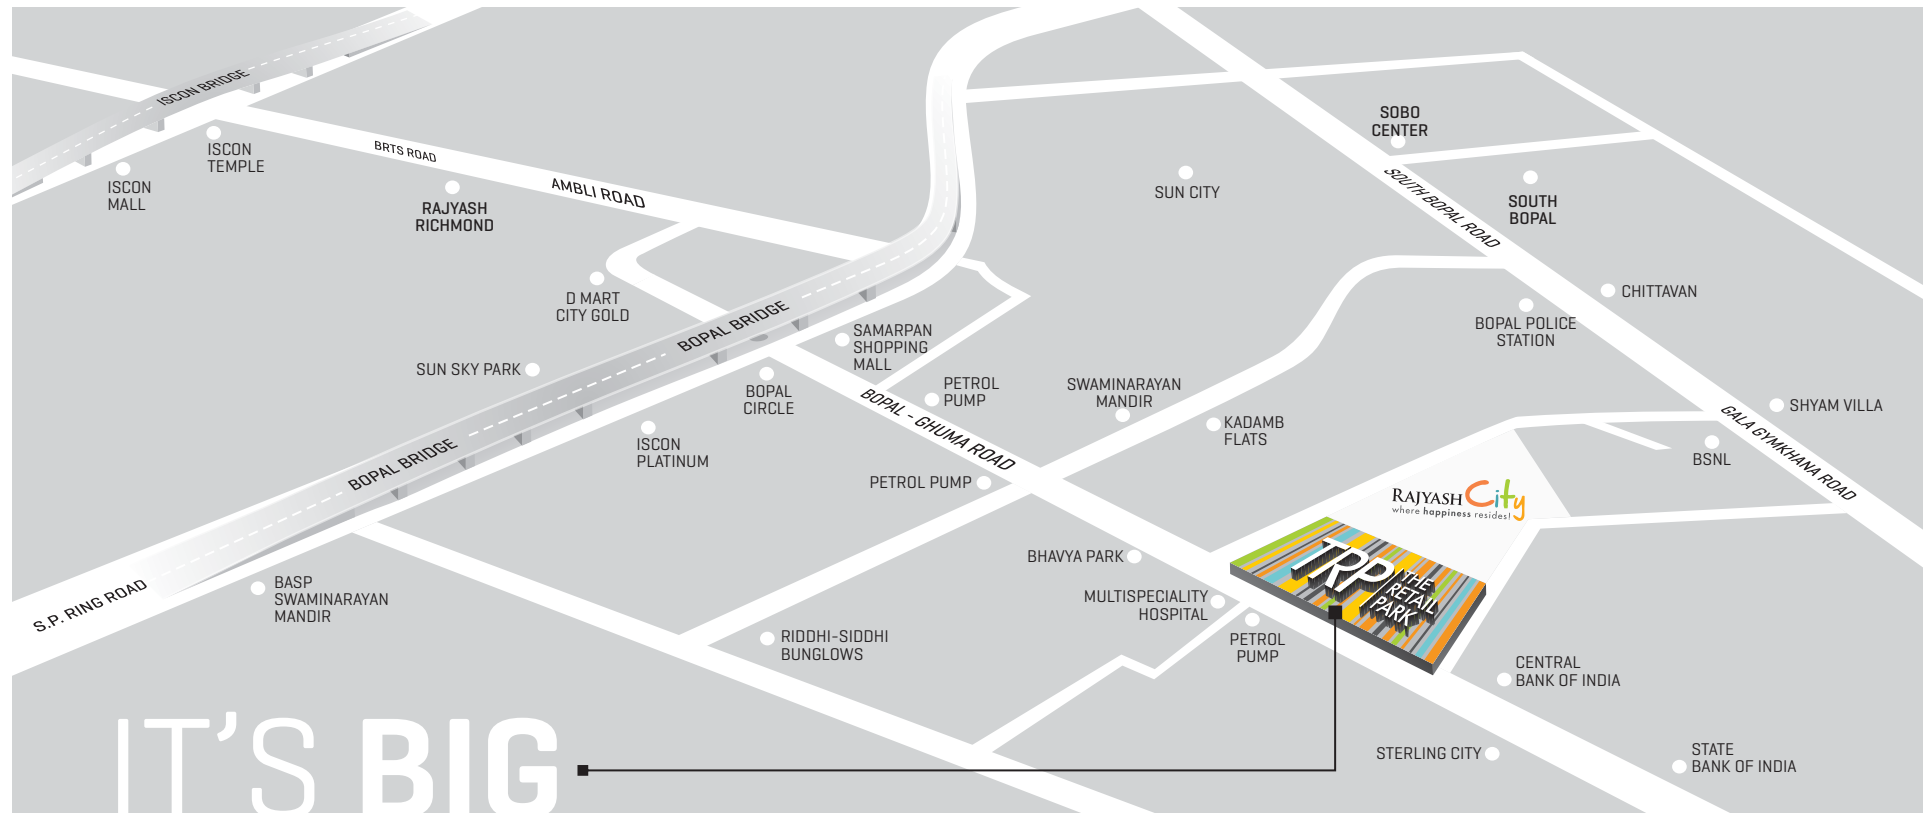 ISCON BRIDGE
ISCON
TEMPLE
ISCON
MALL
BRTS ROAD
AMBLI ROAD
RAJYASH
RICHMOND
SOBO
CENTER
SUN CITY
SOUTH BOPAL ROAD
SOUTH
BOPAL
D MART
CITY GOLD
BOPAL BRIDGE
SAMARPAN
SHOPPING
MALL
CHITTAVAN
BOPAL POLICE
STATION
SUN SKY PARK
BOPAL
CIRCLE
PETROL
PUMP
SWAMINARAYAN
MANDIR
BOPAL - GHUMA ROAD
KADAMB
FLATS
SHYAM VILLA
GALA GYMKHANA ROAD
BSNL
ISCON
PLATINUM
BOPAL BRIDGE
PETROL PUMP
RAJYASH City
where happiness resides!
TRP THE
RETAIL
PARK
BHAVYA PARK
MULTISPECIALITY
HOSPITAL
PETROL
PUMP
S.P. RING ROAD
BASP
SWAMINARAYAN
MANDIR
RIDDHI-SIDDHI
BUNGLOWS
CENTRAL
BANK OF INDIA
STERLING CITY
STATE
BANK OF INDIA
IT'S BIG